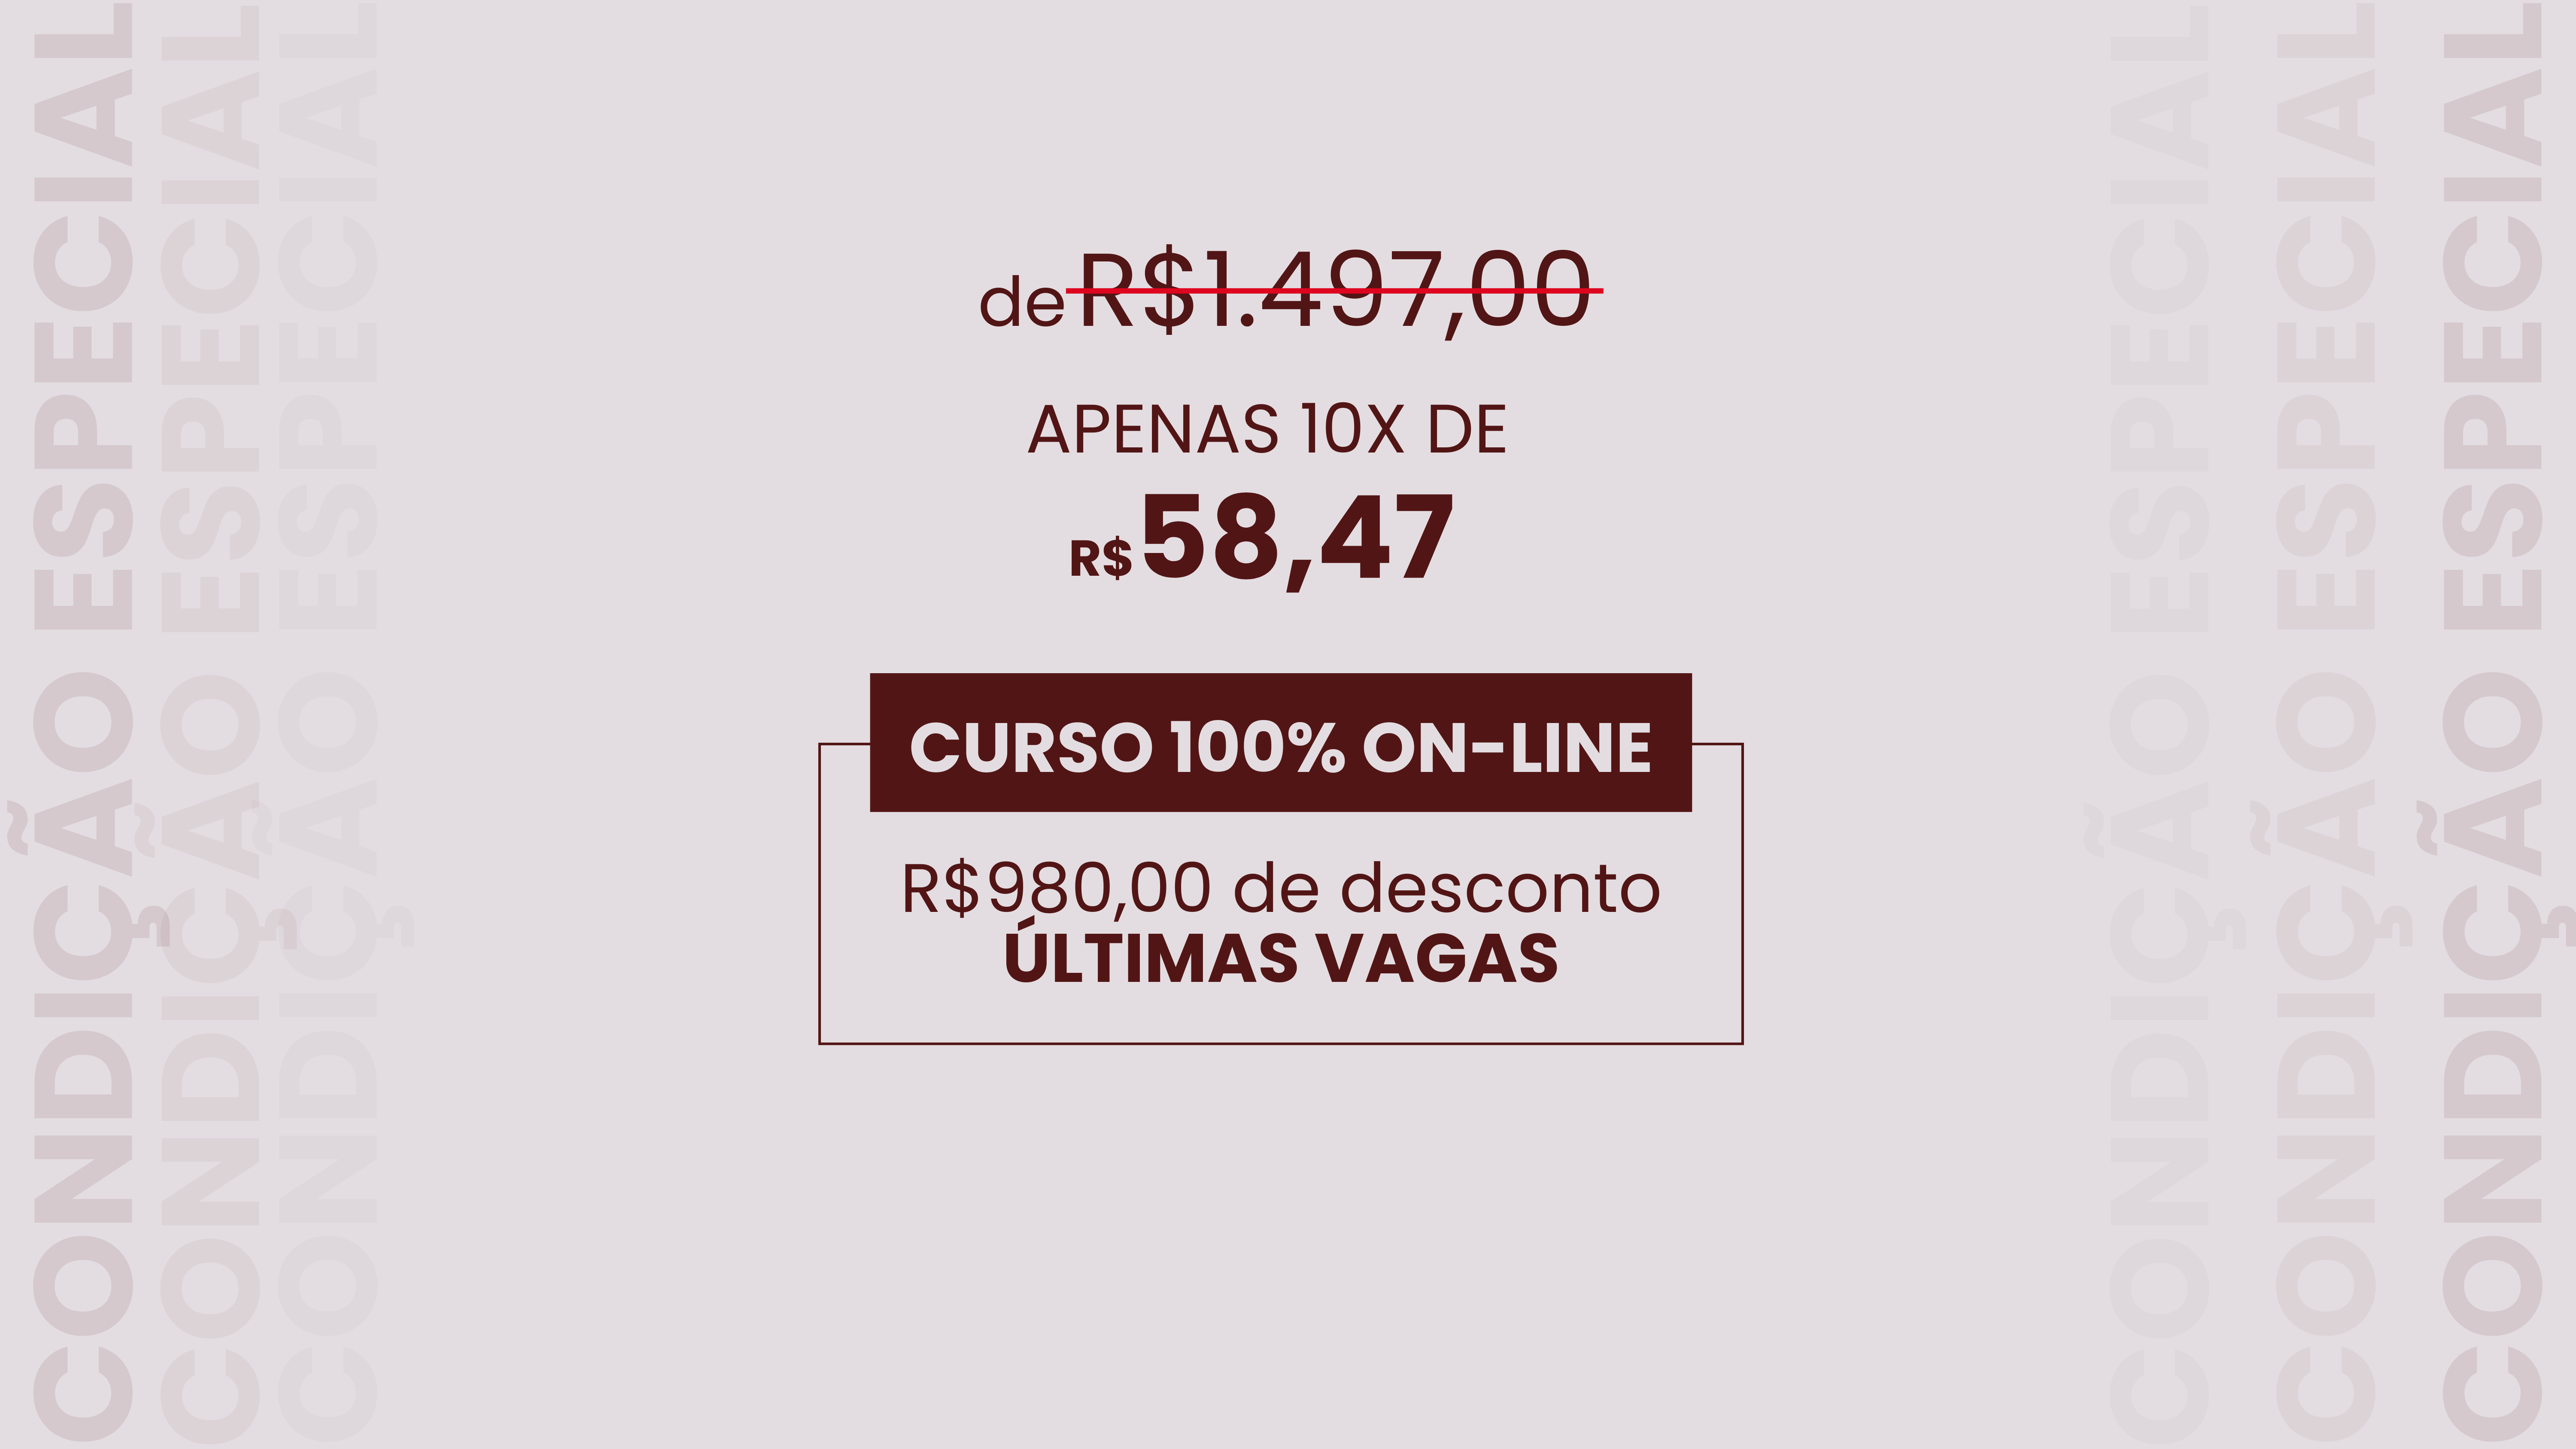 CONDIÇÃO ESPECIAL
CONDIÇÃO ESPECIAL
CONDIÇÃO ESPECIAL
de R$1.497,00
APENAS 10X DE
R$58,47
CURSO 100% ON-LINE
R$980,00 de desconto
ÚLTIMAS VAGAS
CONDIÇÃO ESPECIAL
CONDIÇÃO ESPECIAL
CONDIÇÃO ESPECIAL